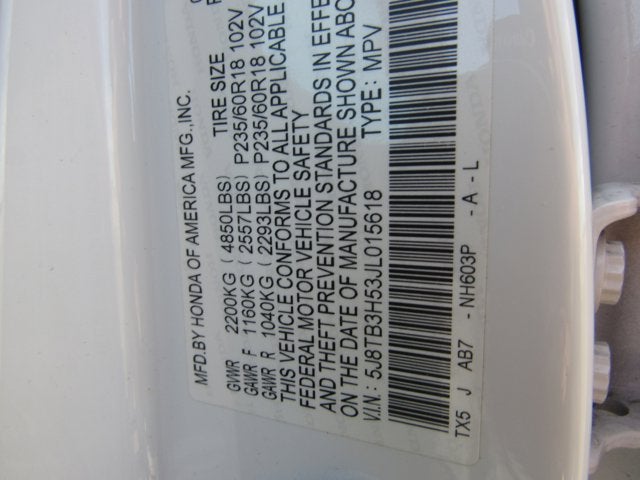 MFD.BY HONDA OF AMERICA MFG.,INC.
TIRE SIZE
GVWR 2200KG ( 4850LBS)
GAWR F 1160KG ( 2557LBS) P235/60R18 102V
GAWR R 1040KG ( 2293LBS) P235/60R18 102V
THIS VEHICLE CONFORMS TO ALL APPLICABLE
FEDERAL MOTOR VEHICLE SAFETY
AND THEFT PREVENTION STANDARDS IN EFFE
ON THE DATE OF MANUFACTURE SHOWN ABO
V.I.N.: 5J8TB3H53JL015618 TYPE: MPV
TX5 J AB7 -NH603P -A-L